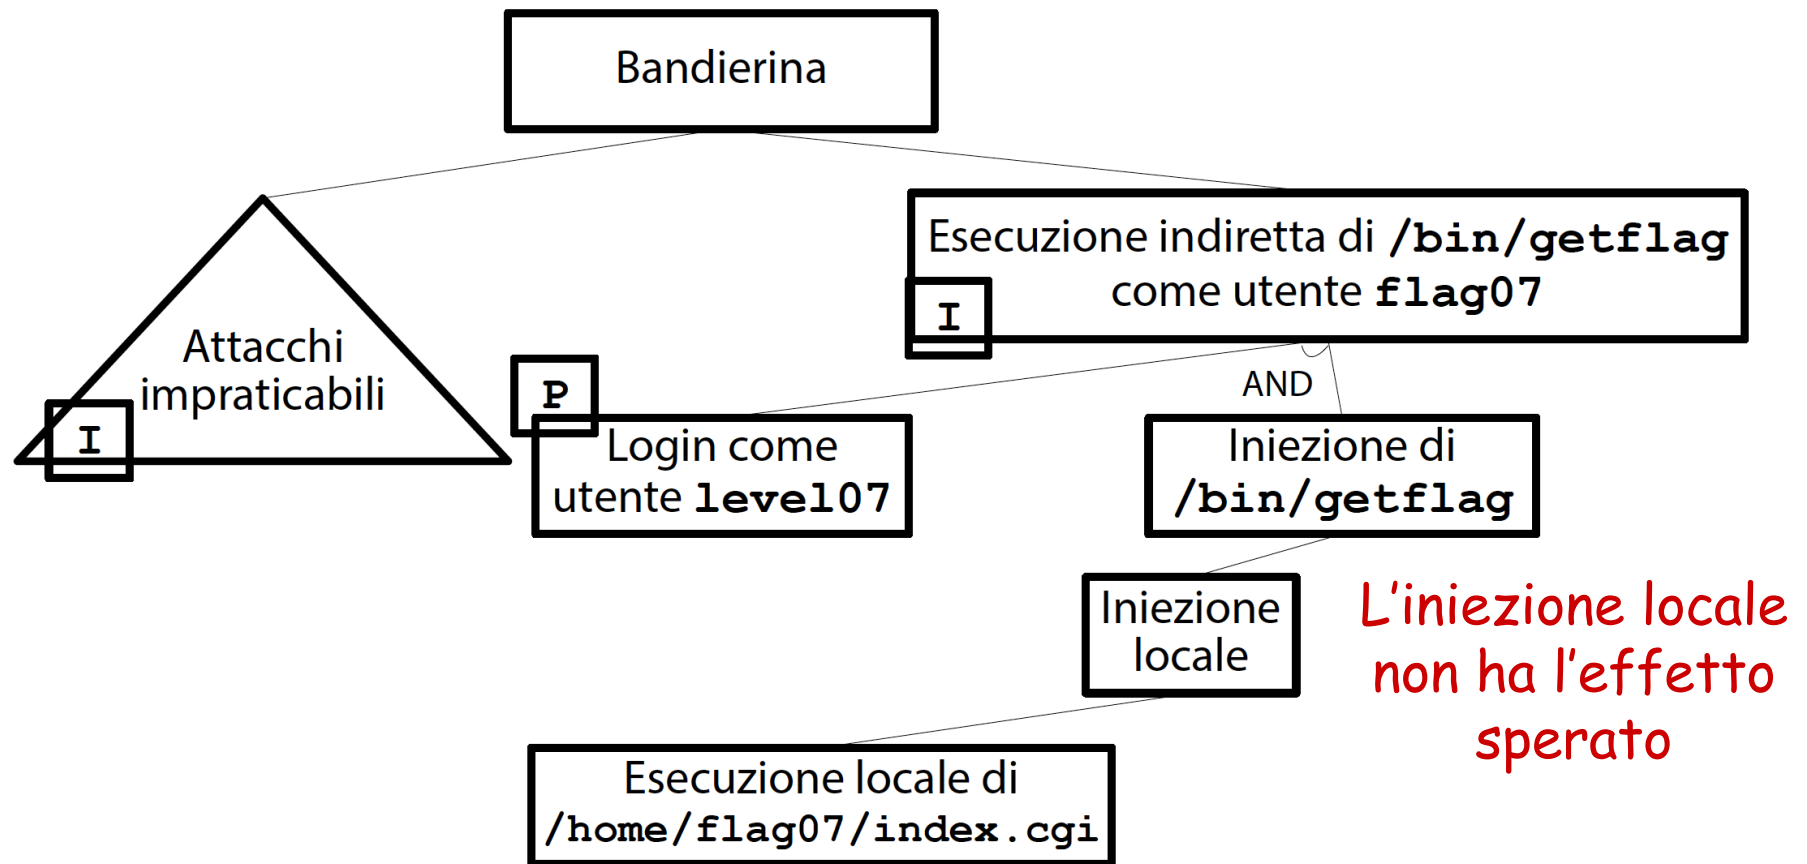 Bandierina
Esecuzione indiretta di /bin/getflag
come utente flag07
I
Attacchi
impraticabili
I
P
AND
Login come
utente level07
Iniezione di
/bin/getflag
Iniezione
locale
L'iniezione locale
non ha l'effetto
sperato
Esecuzione locale di
/home/flag07/index.cgi